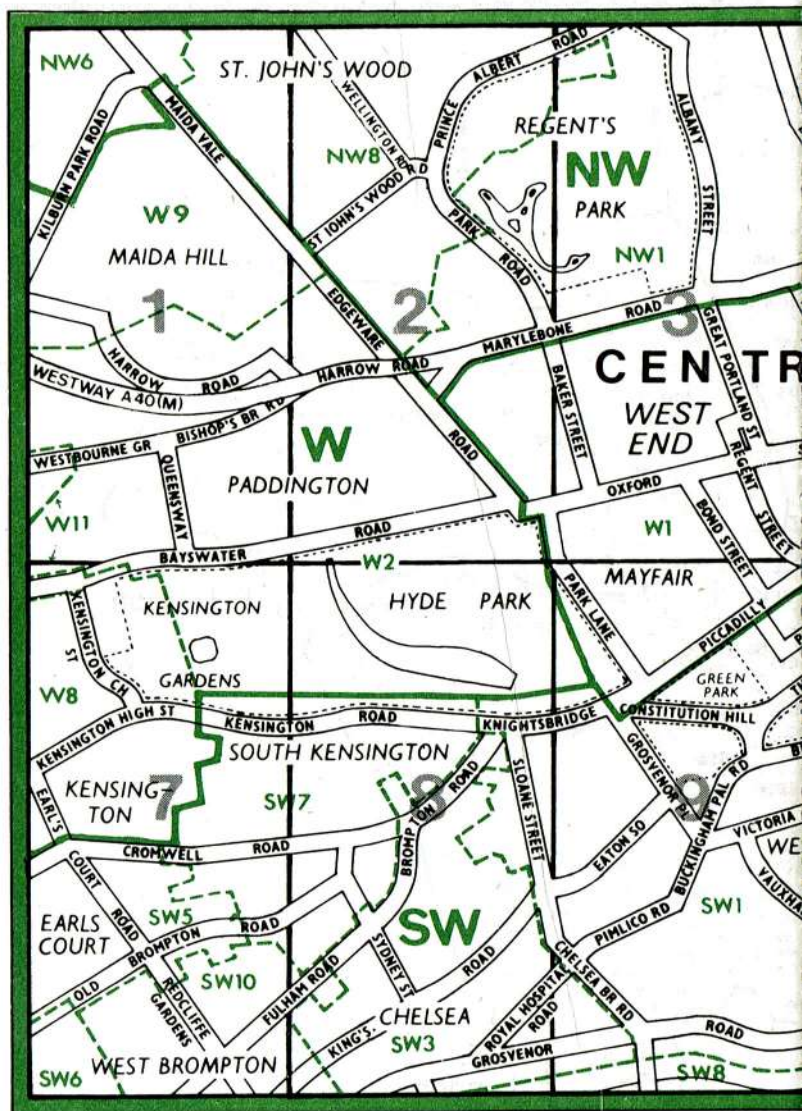 NW6
ST. JOHN'S WOOD
ALBERT ROAD
WELLINGTON RD
PRINCE
REGENT'S
ALBANY STREET
MAIDA VALE
KILBURN PARK ROAD
NW8
NW
PARK
W9
ST JOHN'S WOOD RD
PARK ROAD
MAIDA HILL
NW1
1
2
3
EDGEWARE ROAD
MARYLEBONE ROAD
HARROW ROAD
HARROW ROAD
WESTWAY A40(M)
GREAT PORTLAND ST
CENTR
BAKER STREET
WEST
END
BISHOP'S BR RD
WESTBOURNE GR
W
QUEENSWAY
PADDINGTON
REGENT STREET
OXFORD
W11
BOND STREET
W1
BAYSWATER ROAD
W2
MAYFAIR
KENSINGTON
GARDENS
HYDE PARK
PARK LANE
PICCADILLY
KENSINGTON CH ST
W8
GREEN
PARK
KENSINGTON HIGH ST
KENSINGTON ROAD
KNIGHTSBRIDGE
CONSTITUTION HILL
SOUTH KENSINGTON
GROSVENOR PL
KENSING-
TON
7
8
9
SW7
BROMPTON ROAD
SLOANE STREET
BUCKINGHAM PAL RD
EARL'S COURT ROAD
CROMWELL ROAD
EATON SQ
VICTORIA
WE
VAUXHA
EARLS
COURT
SW5
OLD BROMPTON ROAD
SW
SW1
PIMLICO RD
SW10
REDCLIFFE GARDENS
FULHAM ROAD
SYDNEY ST
CHELSEA BR RD
KING'S ROAD
CHELSEA
ROYAL HOSPITAL ROAD
WEST BROMPTON
SW3
GROSVENOR ROAD
SW6
SW8